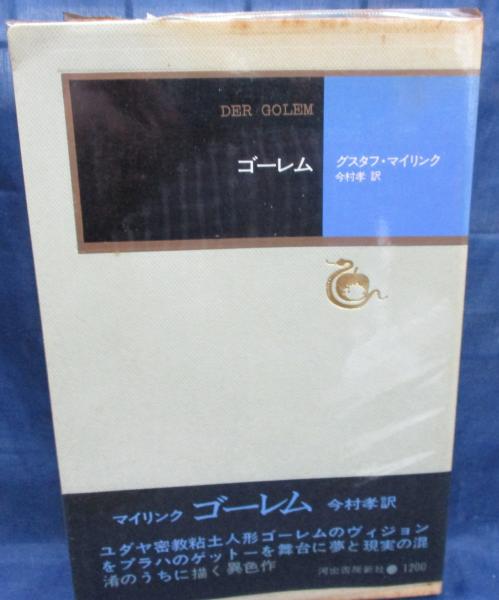 DER GOLEM
ゴーレム
グスタフ・マイリンク
今村孝 訳
マイリンク ゴーレム 今村孝訳
ユダヤ密教粘土人形ゴーレムのヴィジョン
をプラハのゲットーを舞台に夢と現実の混
淆のうちに描く異色作
河出書房新社●1200